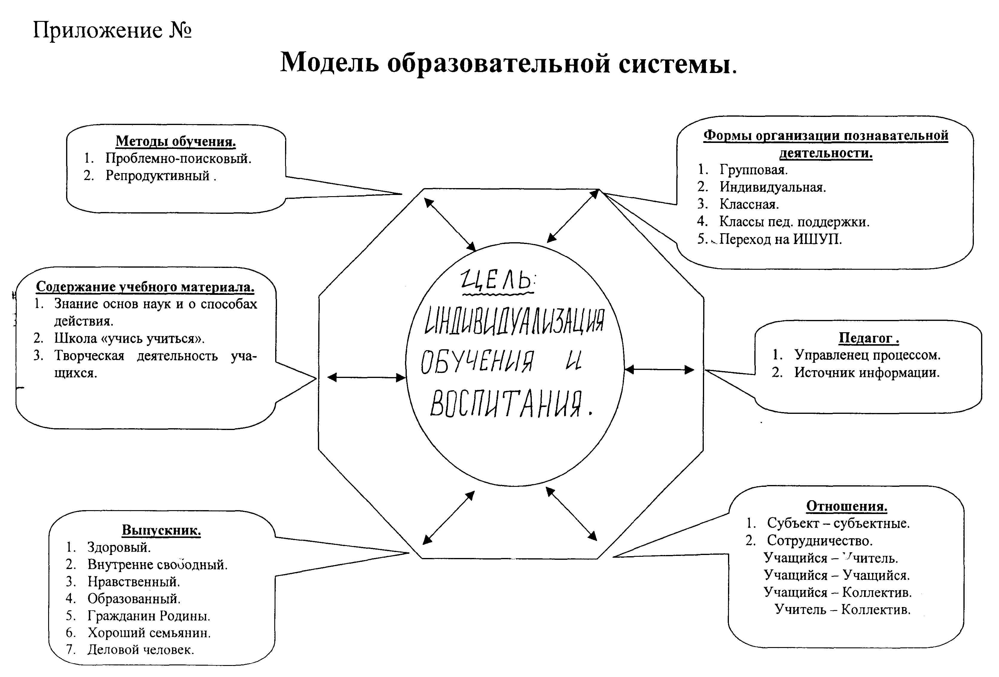 Приложение №
Модель образовательной системы.
Методы обучения.
1. Проблемно-поисковый.
2. Репродуктивный .
Формы организации познавательной
деятельности.
1. Групповая.
2. Индивидуальная.
3. Классная.
4. Классы пед. поддержки.
5. Переход на ИШУП.
Содержание учебного материала.
1. Знание основ наук и о способах
действия.
2. Школа «учись учиться».
3. Творческая деятельность уча-
щихся.
ЦЕЛЬ:
ИНДИВИДУАЛИЗАЦИЯ
ОБУЧЕНИЯ И
ВОСПИТАНИЯ.
Педагог .
1. Управленец процессом.
2. Источник информации.
Выпускник.
1. Здоровый.
2. Внутренне свободный.
3. Нравственный.
4. Образованный.
5. Гражданин Родины.
6. Хороший семьянин.
7. Деловой человек.
Отношения.
1. Субъект – субъектные.
2. Сотрудничество.
Учащийся – Учитель.
Учащийся – Учащийся.
Учащийся – Коллектив.
Учитель – Коллектив.